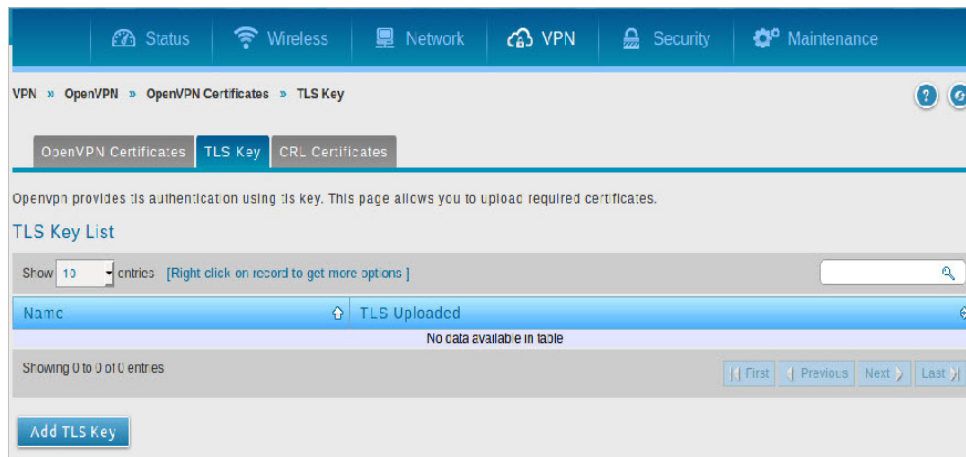 Status Wireless Network VPN Security Maintenance
VPN » OpenVPN » OpenVPN Certificates » TLS Key
OpenVPN Certificates TLS Key CRL Certificates
Openvpn provides tls authentication using tls key. This page allows you to upload required certificates.
TLS Key List
Show 10 entries [Right click on record to get more options ]
Name TLS Uploaded
No data available in table
Showing 0 to 0 of 0 entries
First Previous Next Last
Add TLS Key